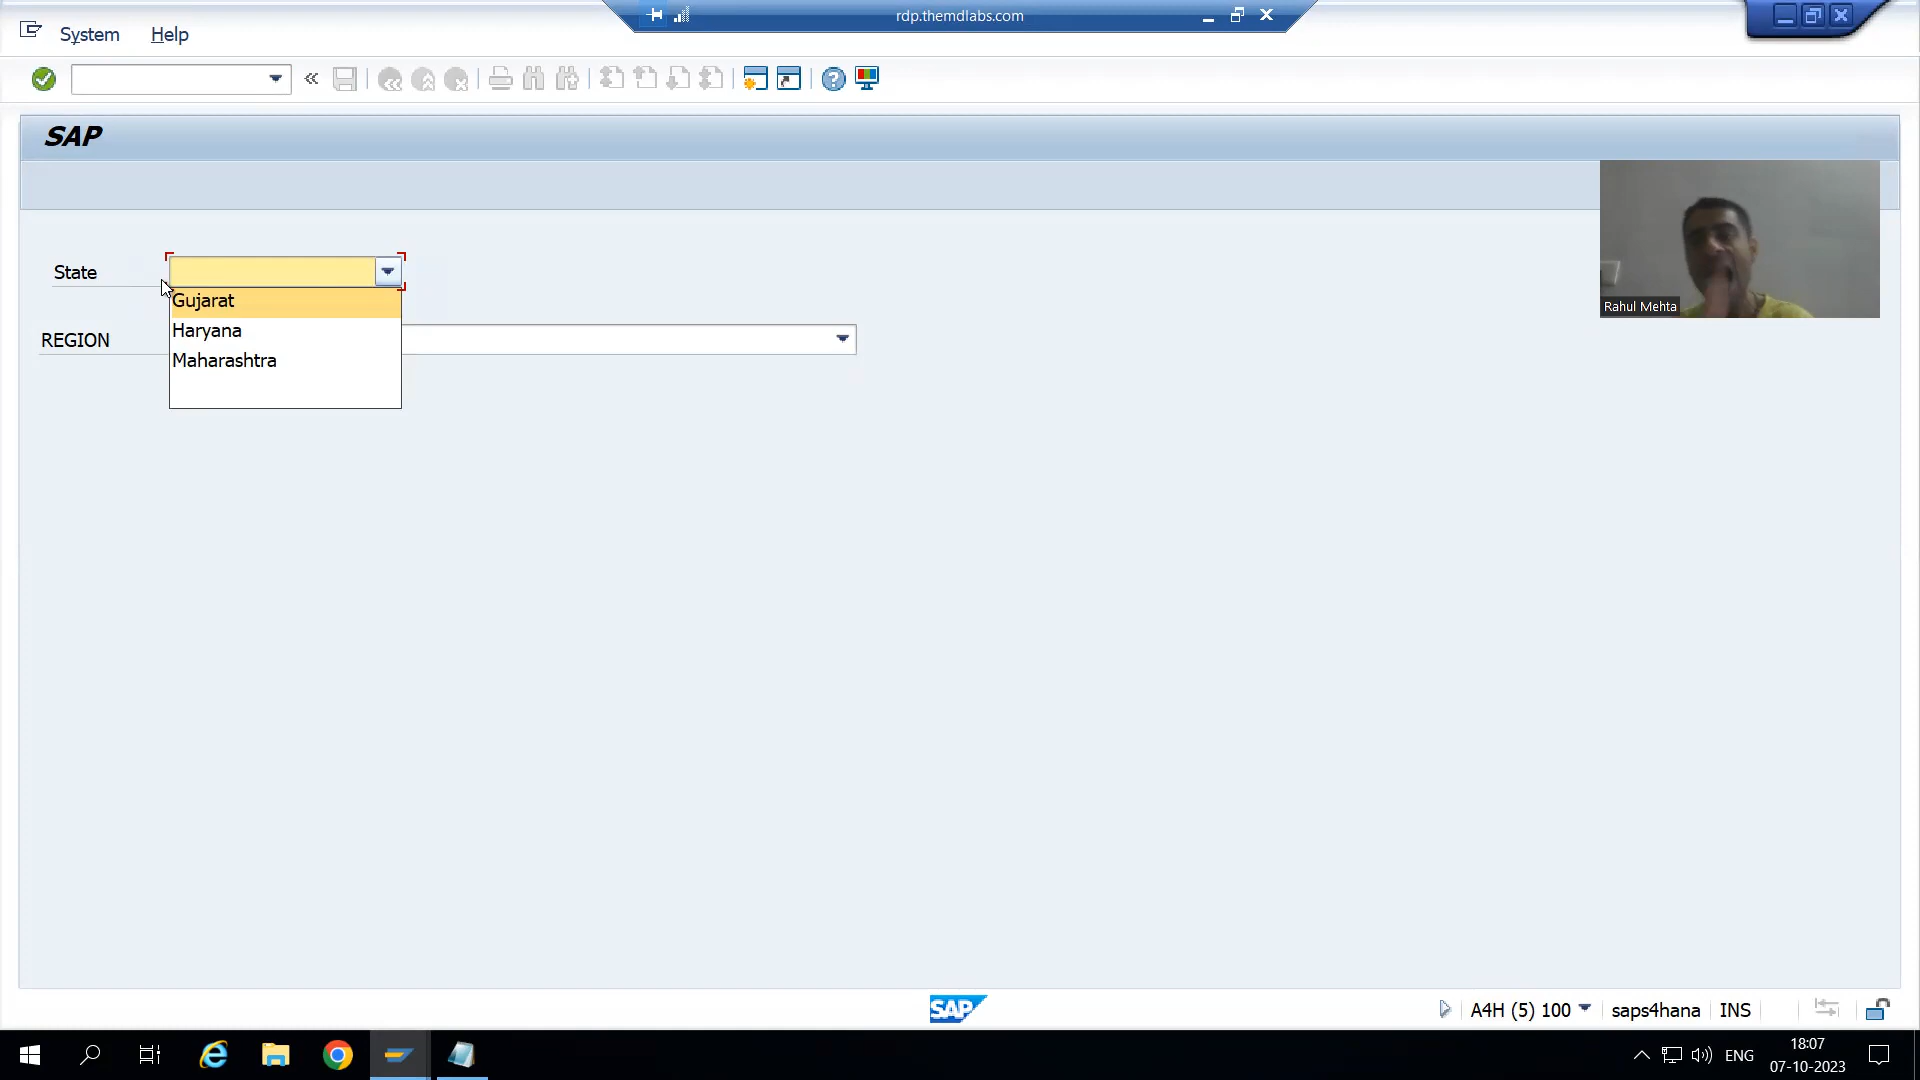 rdp.themdlabs.com
System Help
SAP
Rahul Mehta
State
Gujarat
Haryana
Maharashtra
REGION
SAP
A4H (5) 100 saps4hana INS
ENG
18:07
07-10-2023